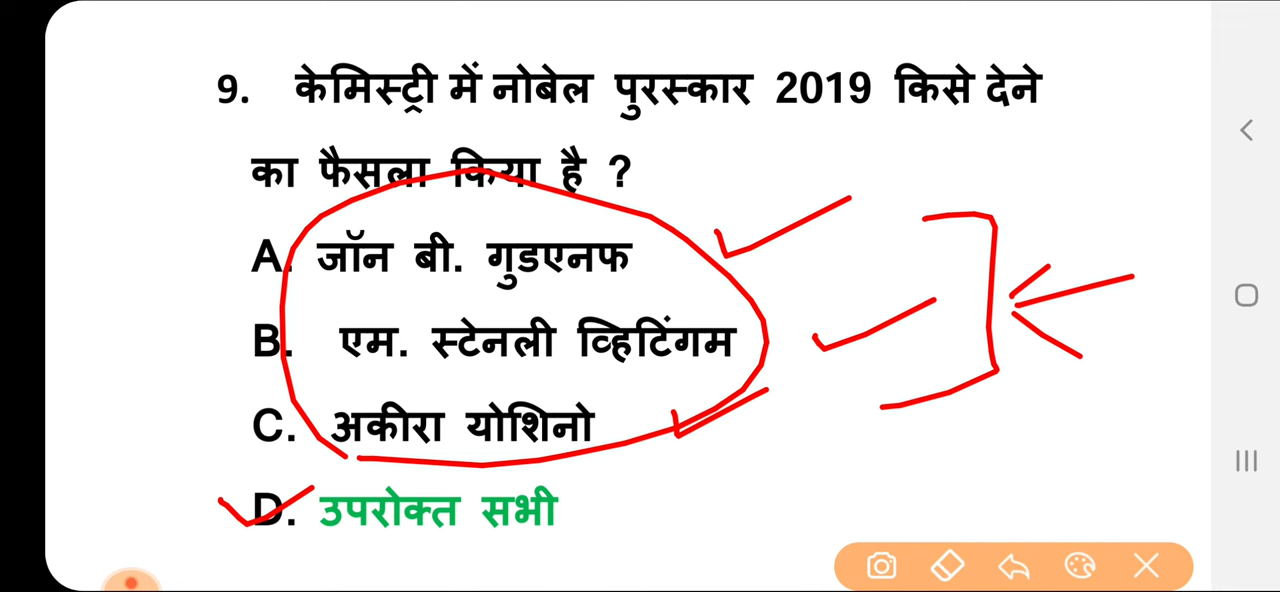 9. केमिस्ट्री में नोबेल पुरस्कार 2019 किसे देने
का फैसला किया है ?
A. जॉन बी. गुडएनफ
B. एम. स्टेनली व्हिटिंगम
C. अकीरा योशिनो
D. उपरोक्त सभी